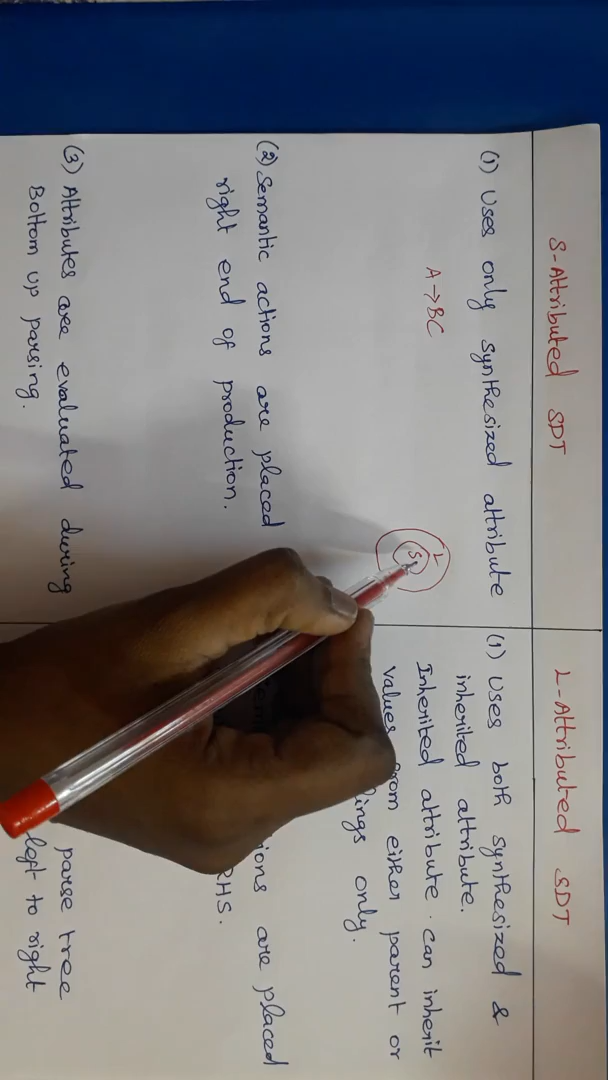 S-Attributed SDT
(1) Uses only synthesized attribute
A → BC
L
S
(2) Semantic actions are placed
right end of production.
(3) Attributes are evaluated during
Bottom up parsing.
L-Attributed SDT
(1) Uses both synthesized &
inherited attribute.
Inherited attribute can inherit
values from either parent or
only.
are placed
RHS.
parse tree
left to right